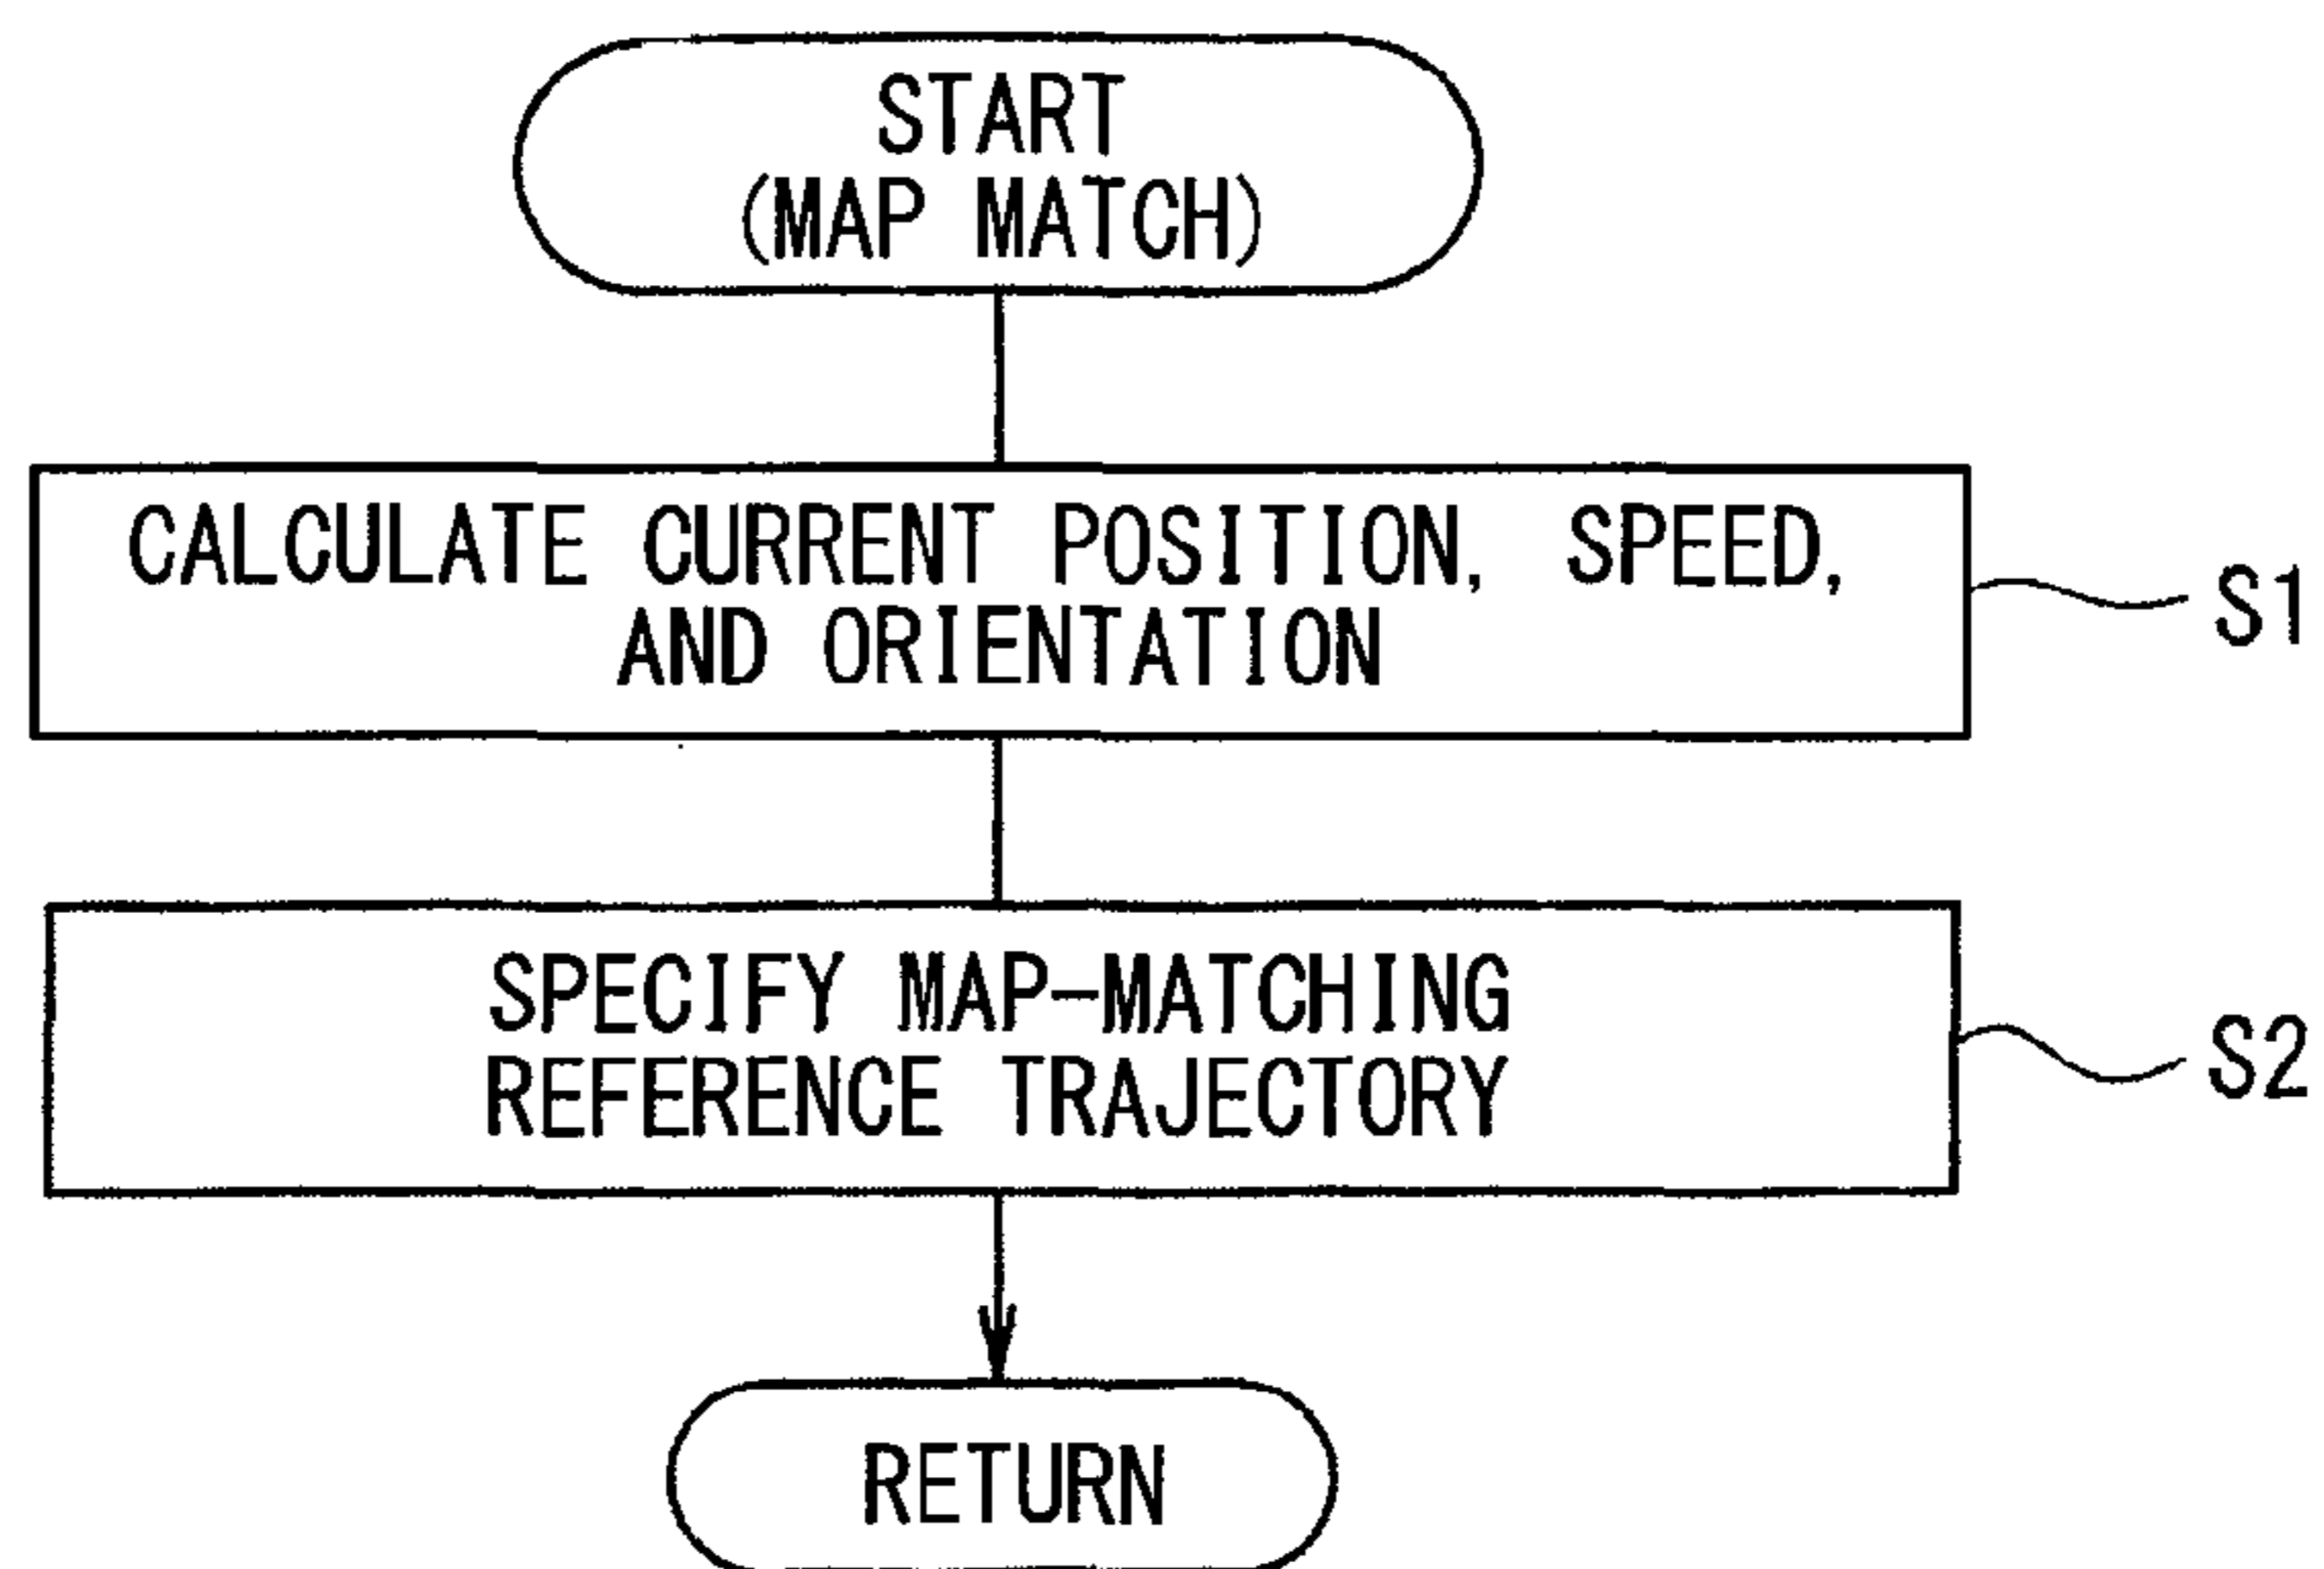 START
(MAP MATCH)
CALCULATE CURRENT POSITION, SPEED,
AND ORIENTATION
S1
SPECIFY MAP-MATCHING
REFERENCE TRAJECTORY
S2
RETURN